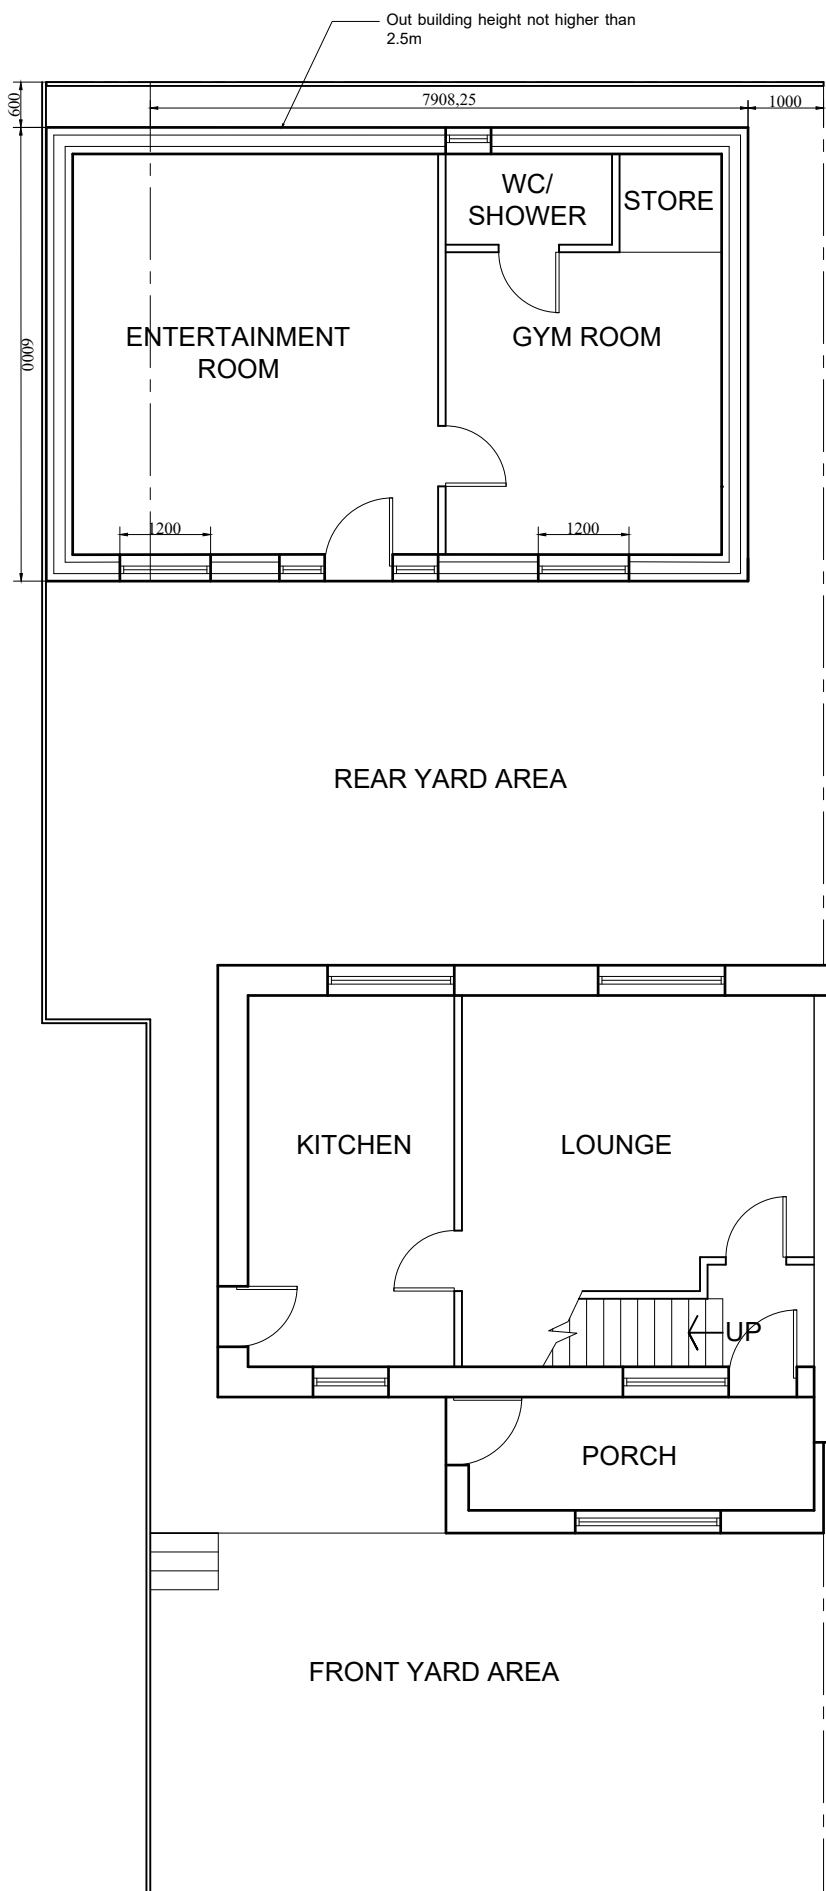 Out building height not higher than
2.5m
7908,25
1000
600
WC/
SHOWER
STORE
ENTERTAINMENT
ROOM
GYM ROOM
6000
1200
1200
REAR YARD AREA
KITCHEN
LOUNGE
UP
PORCH
FRONT YARD AREA